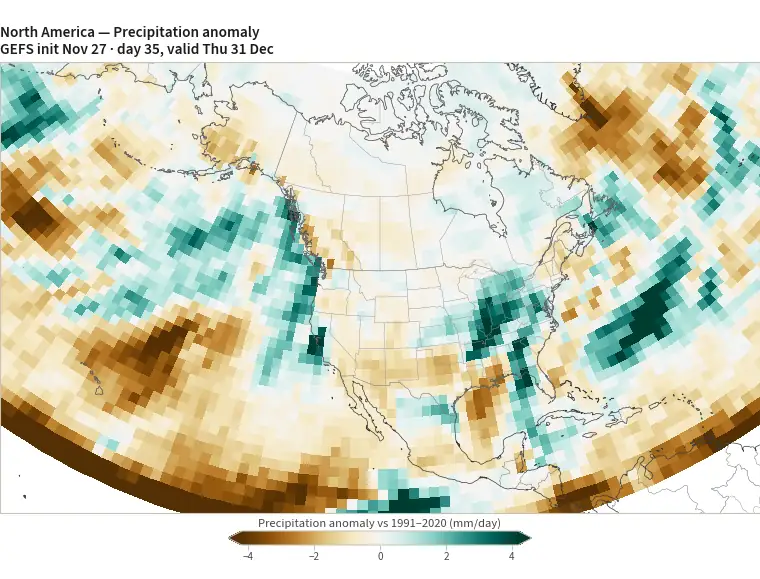 North America — Precipitation anomaly
GEFS init Nov 27 · day 35, valid Thu 31 Dec
Precipitation anomaly vs 1991–2020 (mm/day)
−4 −2 0 2 4